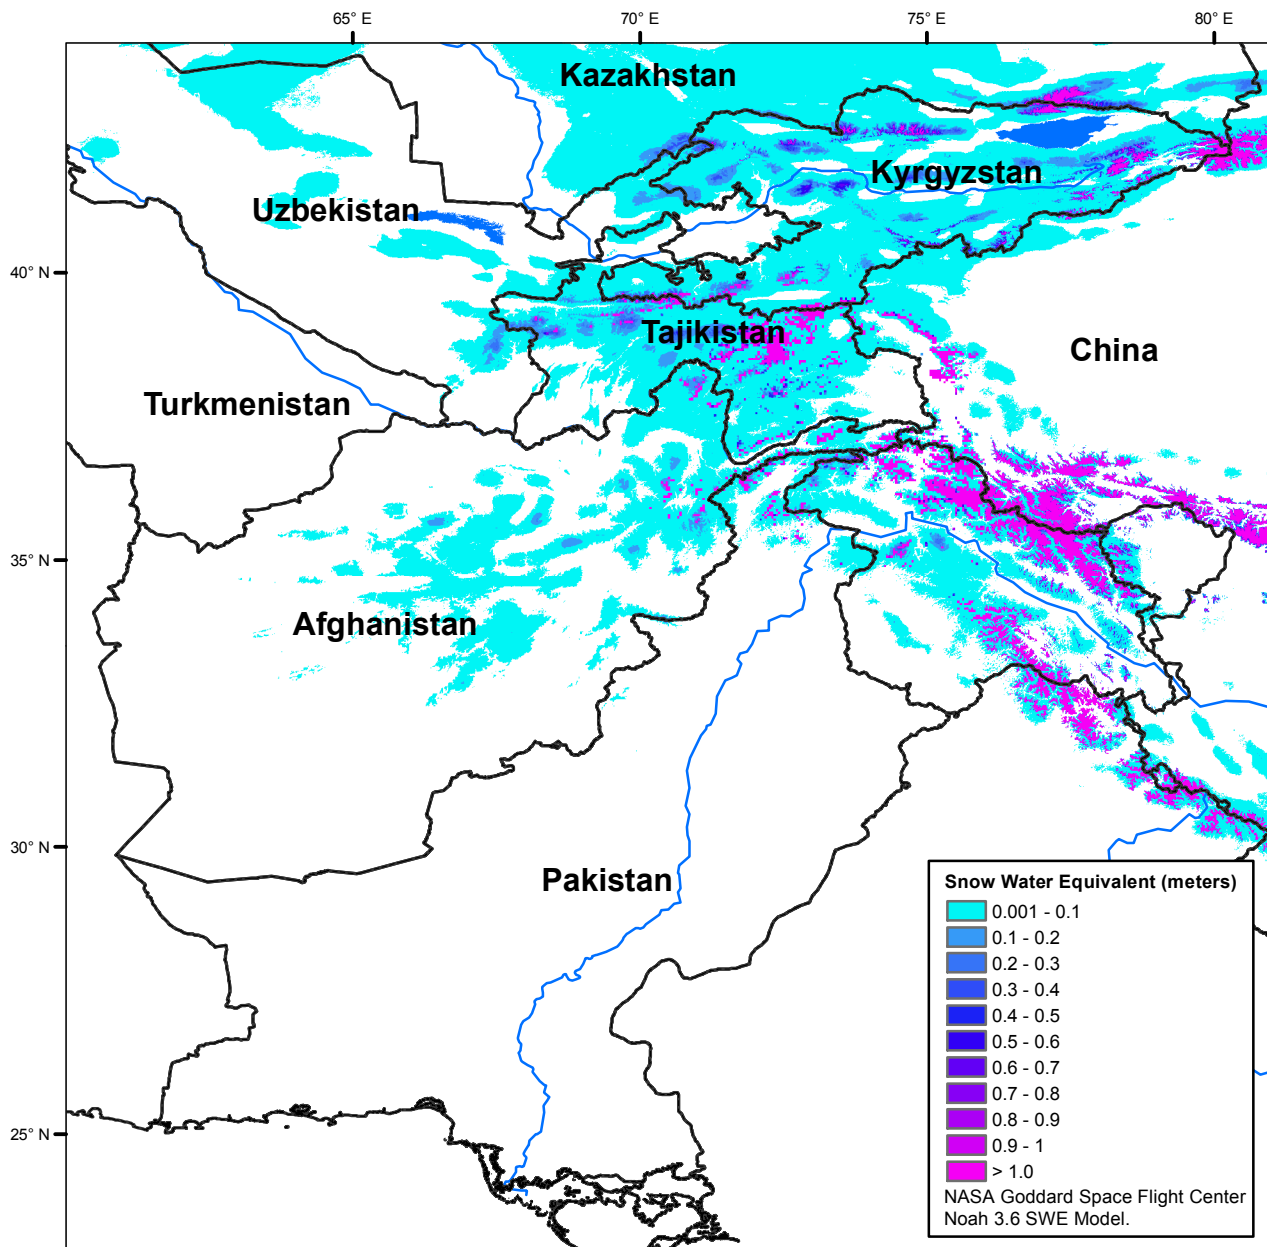 65° E
70° E
75° E
80° E
Kazakhstan
Kyrgyzstan
Uzbekistan
40° N
Tajikistan
China
Turkmenistan
35° N
Afghanistan
30° N
Pakistan
25° N
Snow Water Equivalent (meters)
0.001 - 0.1
0.1 - 0.2
0.2 - 0.3
0.3 - 0.4
0.4 - 0.5
0.5 - 0.6
0.6 - 0.7
0.7 - 0.8
0.8 - 0.9
0.9 - 1
> 1.0
NASA Goddard Space Flight Center
Noah 3.6 SWE Model.